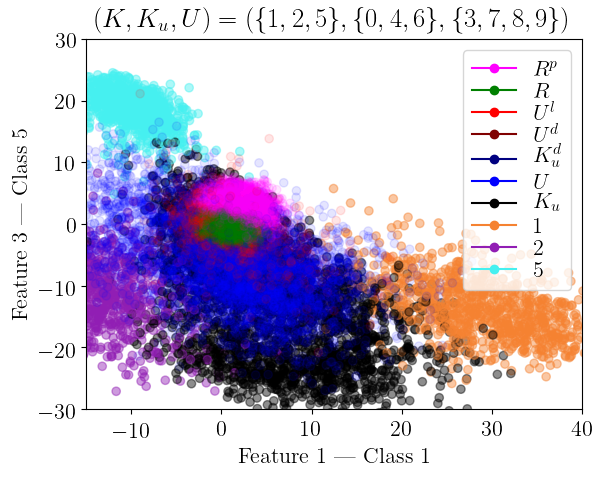 (K, K_u, U) = ({1, 2, 5}, {0, 4, 6}, {3, 7, 8, 9})
30
20
10
0
−10
−20
−30
Feature 3 — Class 5
R^p
R
U^l
U^d
K_u^d
U
K_u
1
2
5
−10
0
10
20
30
40
Feature 1 — Class 1